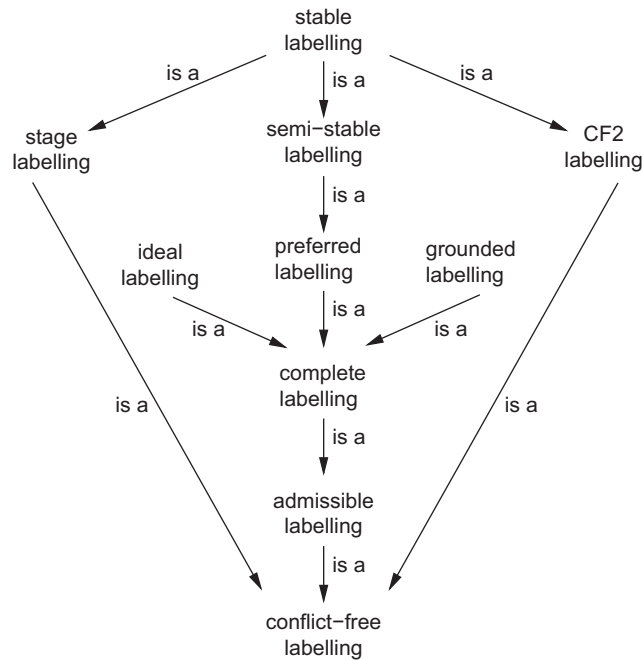 stable
labelling
is a
is a
is a
stage
labelling
semi−stable
labelling
CF2
labelling
is a
ideal
labelling
preferred
labelling
grounded
labelling
is a
is a
is a
complete
labelling
is a
is a
is a
admissible
labelling
is a
conflict−free
labelling